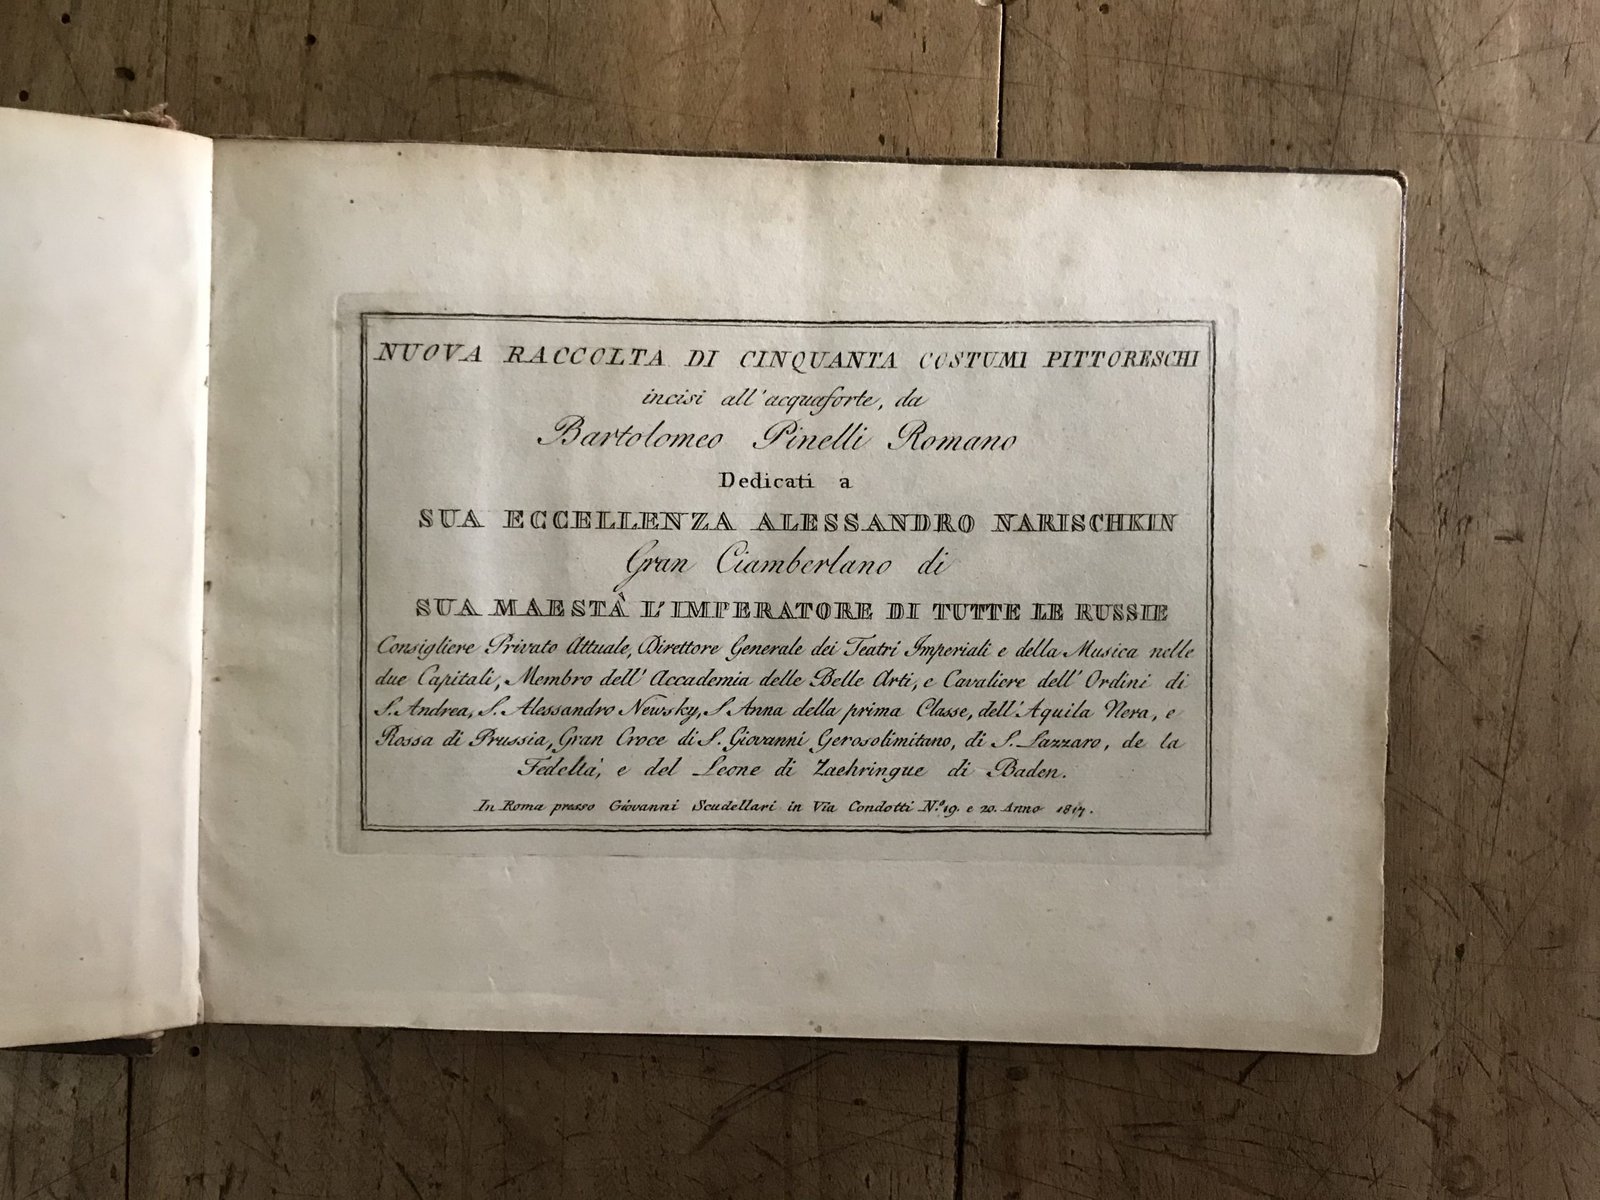 NUOVA RACCOLTA DI CINQUANTA COSTUMI PITTORESCHI
incisi all'acquaforte, da
Bartolomeo Pinelli Romano
Dedicati a
SUA ECCELLENZA ALESSANDRO NARISCHKIN
Gran Ciamberlano di
SUA MAESTÀ L'IMPERATORE DI TUTTE LE RUSSIE
Consigliere Privato Attuale, Direttore Generale dei Teatri Imperiali e della Musica nelle
due Capitali, Membro dell'Accademia delle Belle Arti, e Cavaliere dell'Ordini di
S. Andrea, S. Alessandro Newsky, S Anna della prima Classe, dell'Aquila Nera, e
Rossa di Prussia, Gran Croce di S. Giovanni Gerosolimitano, di S. Lazzaro, de la
Fedelta', e del Leone di Zaehringue di Baden.
In Roma presso Giovanni Scudellari in Via Condotti N.º 19. e 20. Anno 1817.